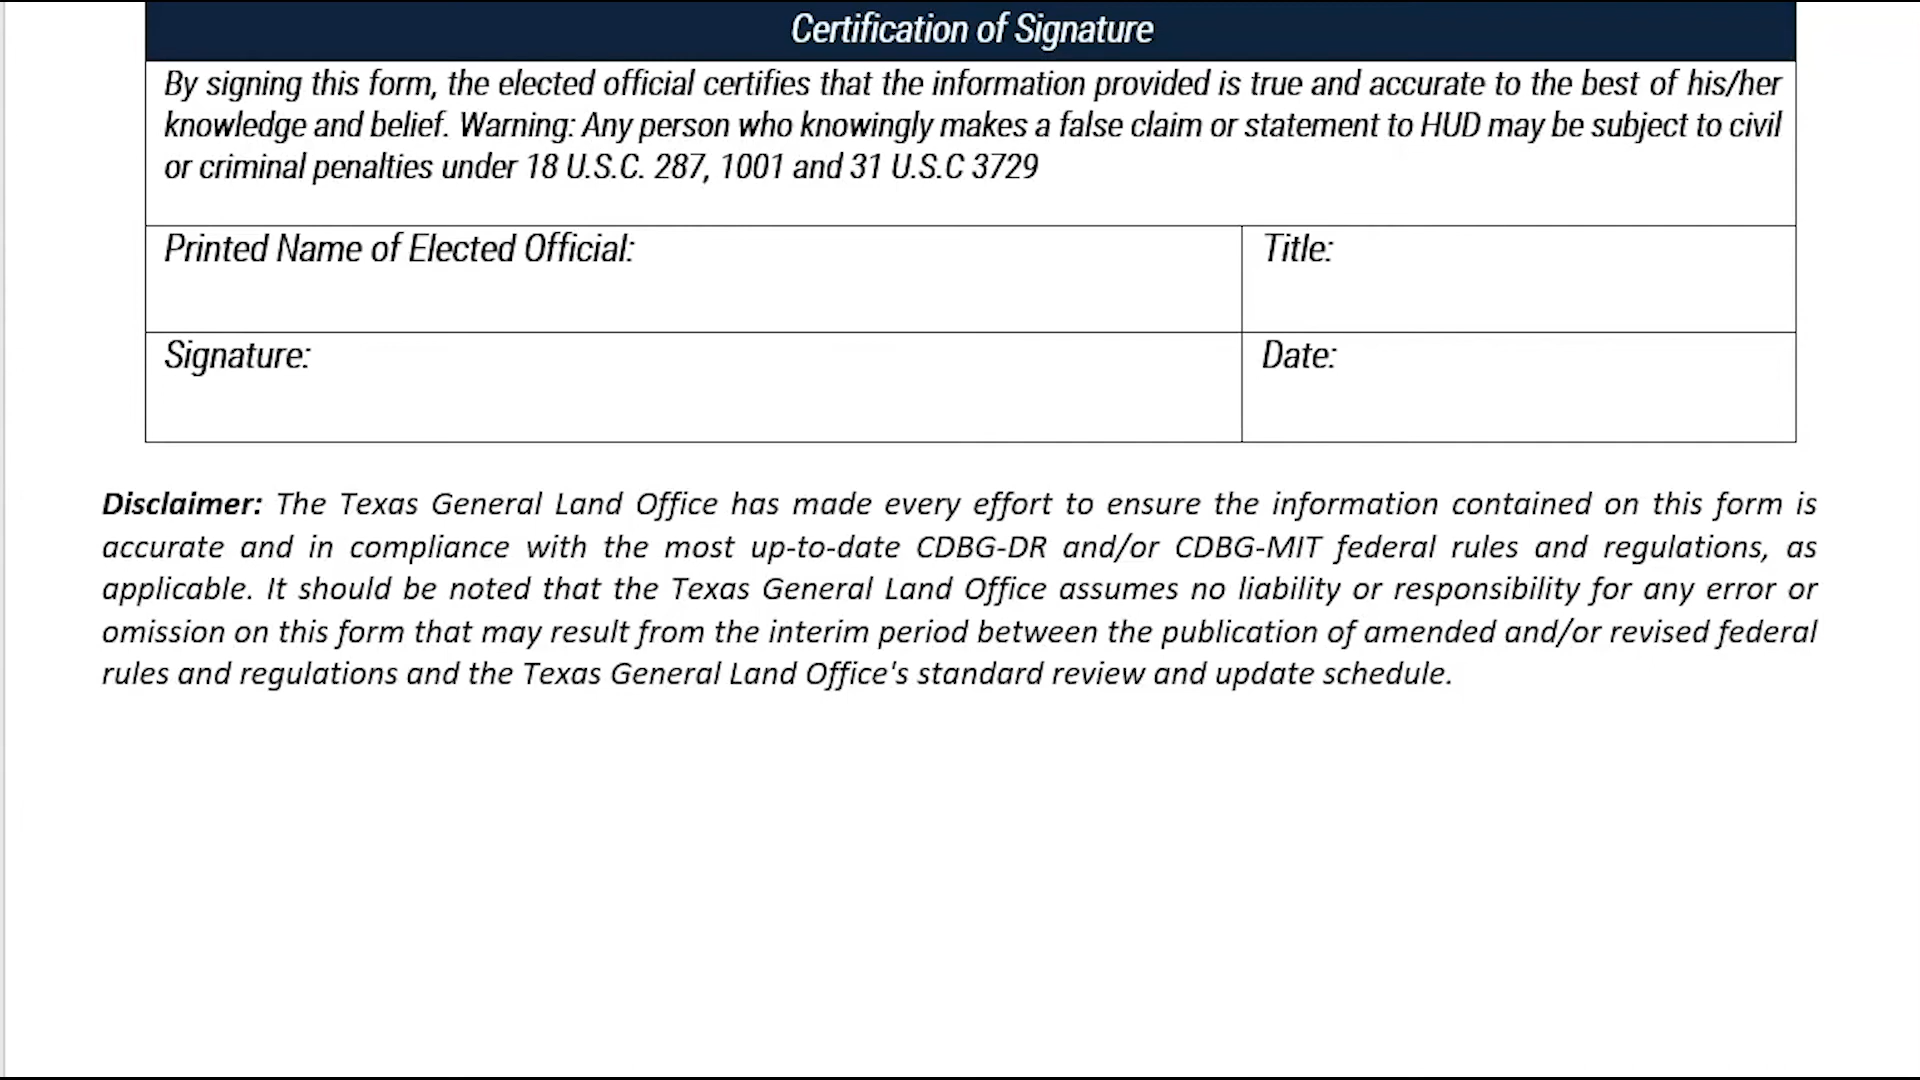 Certification of Signature
By signing this form, the elected official certifies that the information provided is true and accurate to the best of his/her
knowledge and belief. Warning: Any person who knowingly makes a false claim or statement to HUD may be subject to civil
or criminal penalties under 18 U.S.C. 287, 1001 and 31 U.S.C 3729
Printed Name of Elected Official:
Title:
Signature:
Date:
Disclaimer: The Texas General Land Office has made every effort to ensure the information contained on this form is
accurate and in compliance with the most up-to-date CDBG-DR and/or CDBG-MIT federal rules and regulations, as
applicable. It should be noted that the Texas General Land Office assumes no liability or responsibility for any error or
omission on this form that may result from the interim period between the publication of amended and/or revised federal
rules and regulations and the Texas General Land Office's standard review and update schedule.